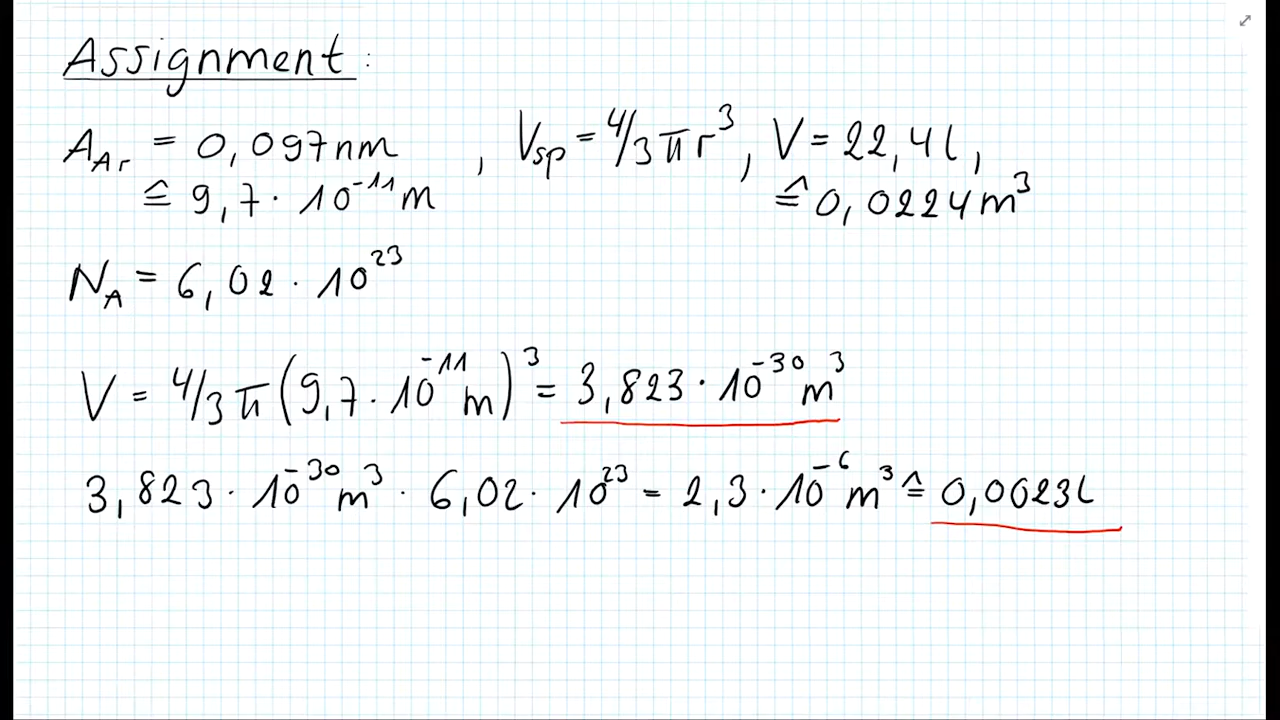 Assignment:
A_Ar = 0,097nm , V_sp = 4/3 π r³, V = 22,4l,
≙ 9,7 · 10⁻¹¹ m ≙ 0,0224 m³
N_A = 6,02 · 10²³
V = 4/3 π (9,7 · 10⁻¹¹ m)³ = 3,823 · 10⁻³⁰ m³
3,823 · 10⁻³⁰ m³ · 6,02 · 10²³ = 2,3 · 10⁻⁶ m³ ≙ 0,0023l